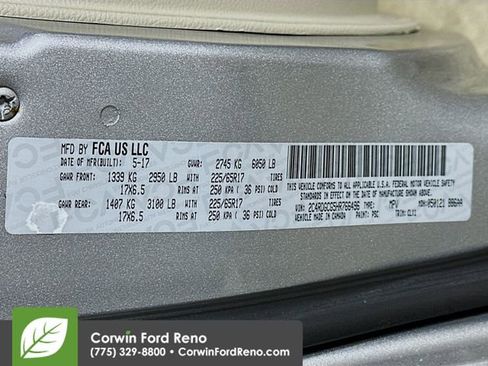 MFD BY FCA US LLC
DATE OF MFR(BUILT): 5-17 GVWR: 2745 KG 6050 LB
GAWR FRONT: 1339 KG 2950 LB WITH 225/65R17 TIRES
17X6.5 RIMS AT 250 KPA ( 36 PSI) COLD
GAWR REAR: 1407 KG 3100 LB WITH 225/65R17 TIRES
17X6.5 RIMS AT 250 KPA ( 36 PSI) COLD
THIS VEHICLE CONFORMS TO ALL APPLICABLE U.S.A. FEDERAL MOTOR VEHICLE SAFETY
STANDARDS IN EFFECT ON THE DATE OF MANUFACTURE SHOWN ABOVE.
VIN: TYPE: MPV
VEHICLE MADE IN CANADA PAINT: PSC TRIM:
Corwin Ford Reno
(775) 329-8800 • CorwinFordReno.com